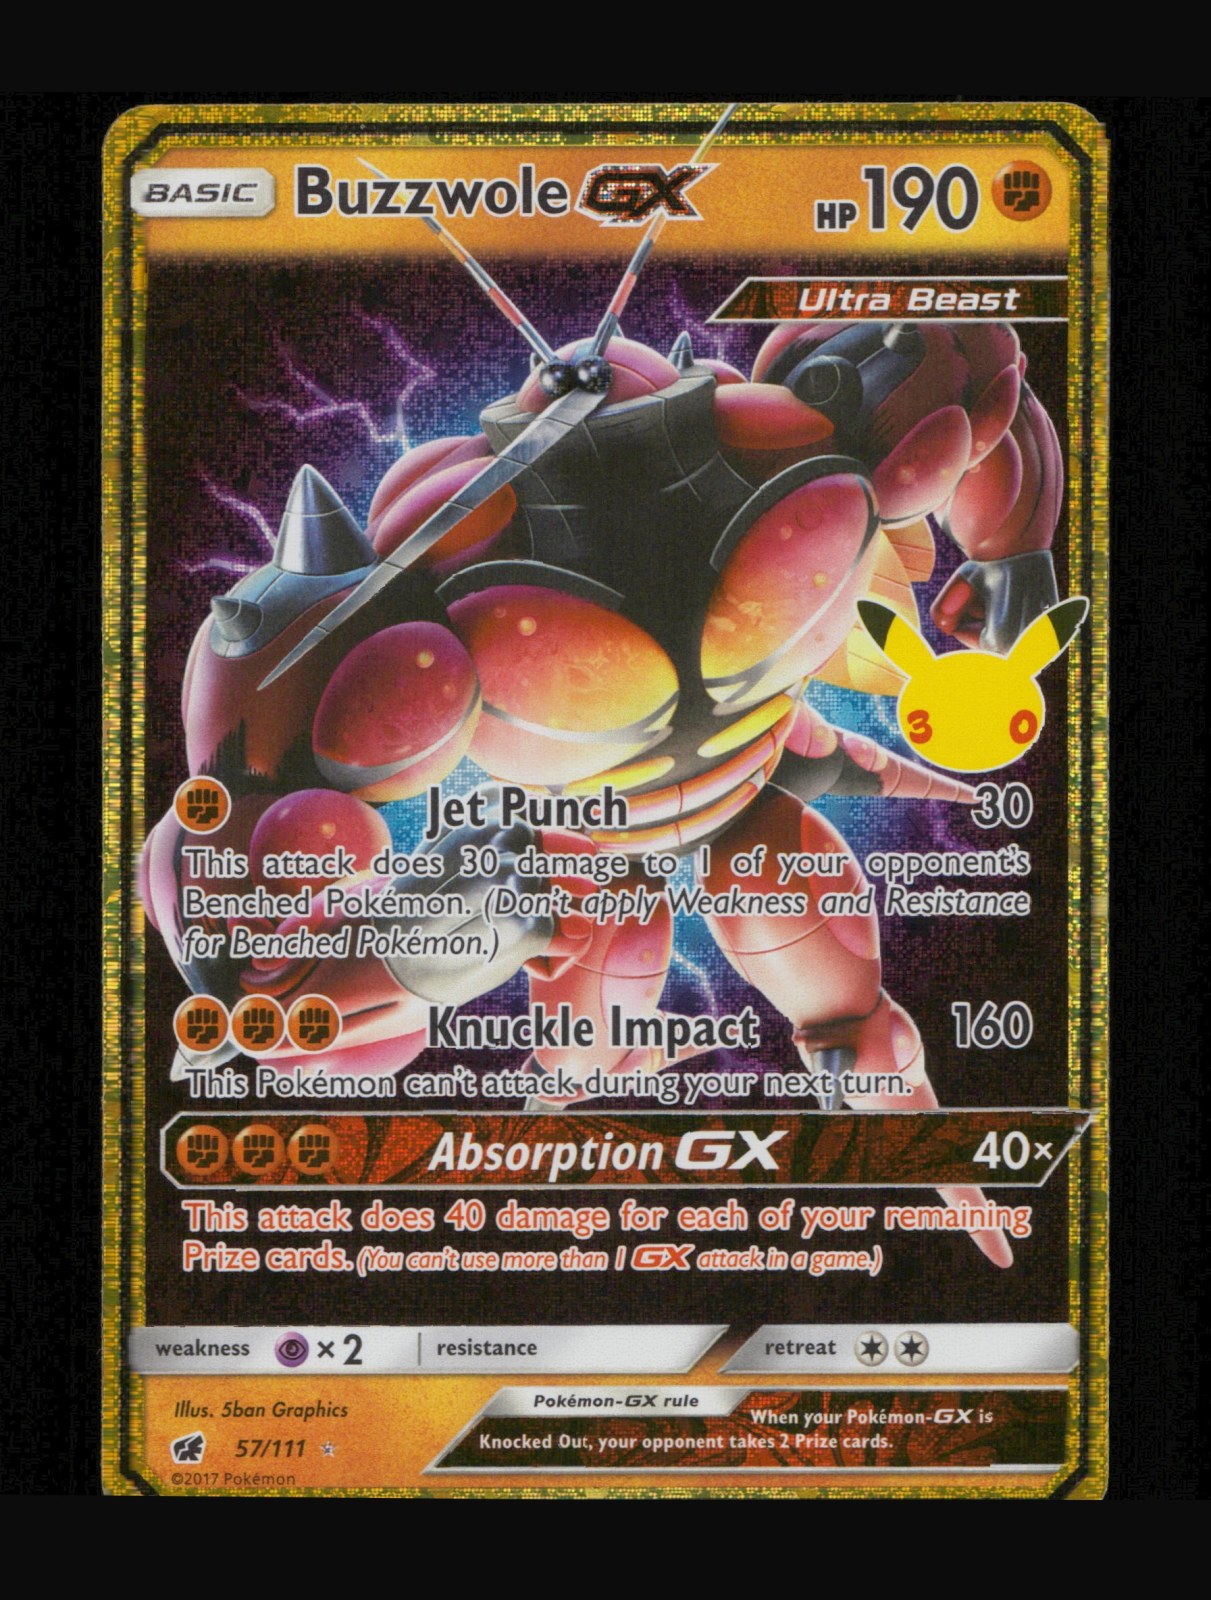 BASIC Buzzwole GX HP 190
Ultra Beast
3 0
Jet Punch 30
This attack does 30 damage to 1 of your opponent's
Benched Pokémon. (Don't apply Weakness and Resistance
for Benched Pokémon.)
Knuckle Impact 160
This Pokémon can't attack during your next turn.
Absorption GX 40×
This attack does 40 damage for each of your remaining
Prize cards. (You can't use more than 1 GX attack in a game.)
weakness ×2 resistance retreat
Illus. 5ban Graphics
Pokémon-GX rule
When your Pokémon-GX is
Knocked Out, your opponent takes 2 Prize cards.
57/111
©2017 Pokémon